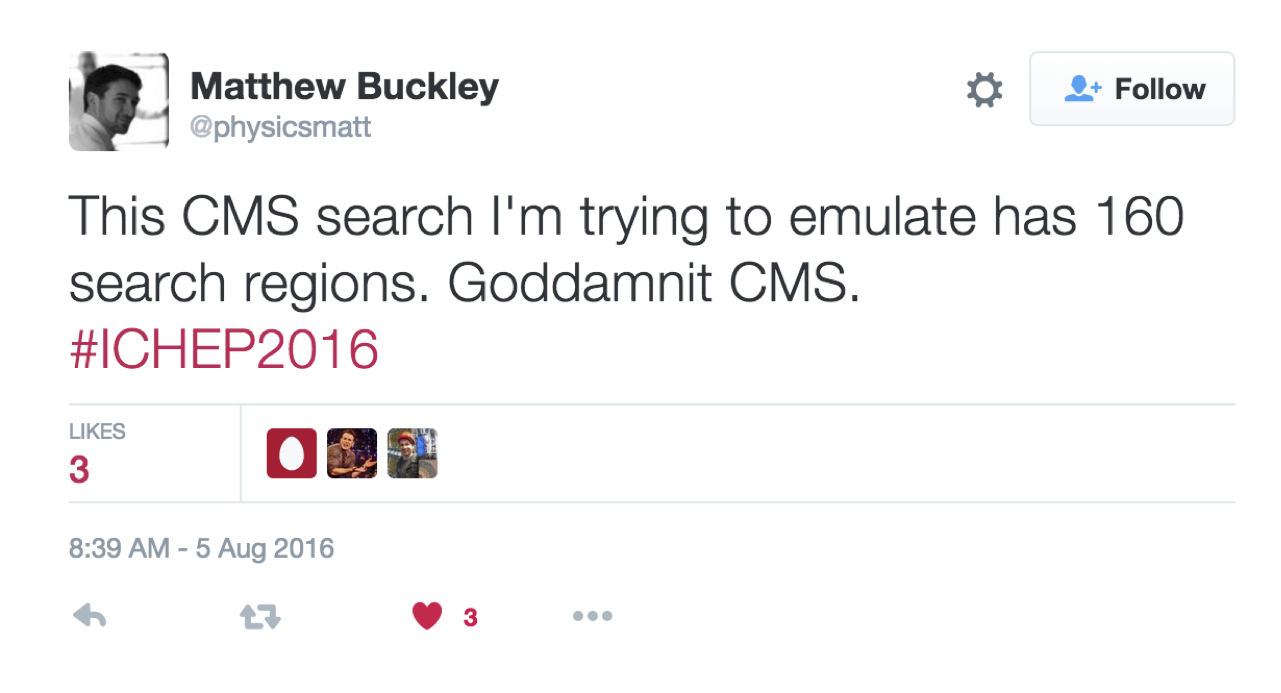 Matthew Buckley
@physicsmatt
Follow
This CMS search I'm trying to emulate has 160
search regions. Goddamnit CMS.
#ICHEP2016
LIKES
3
8:39 AM - 5 Aug 2016
3